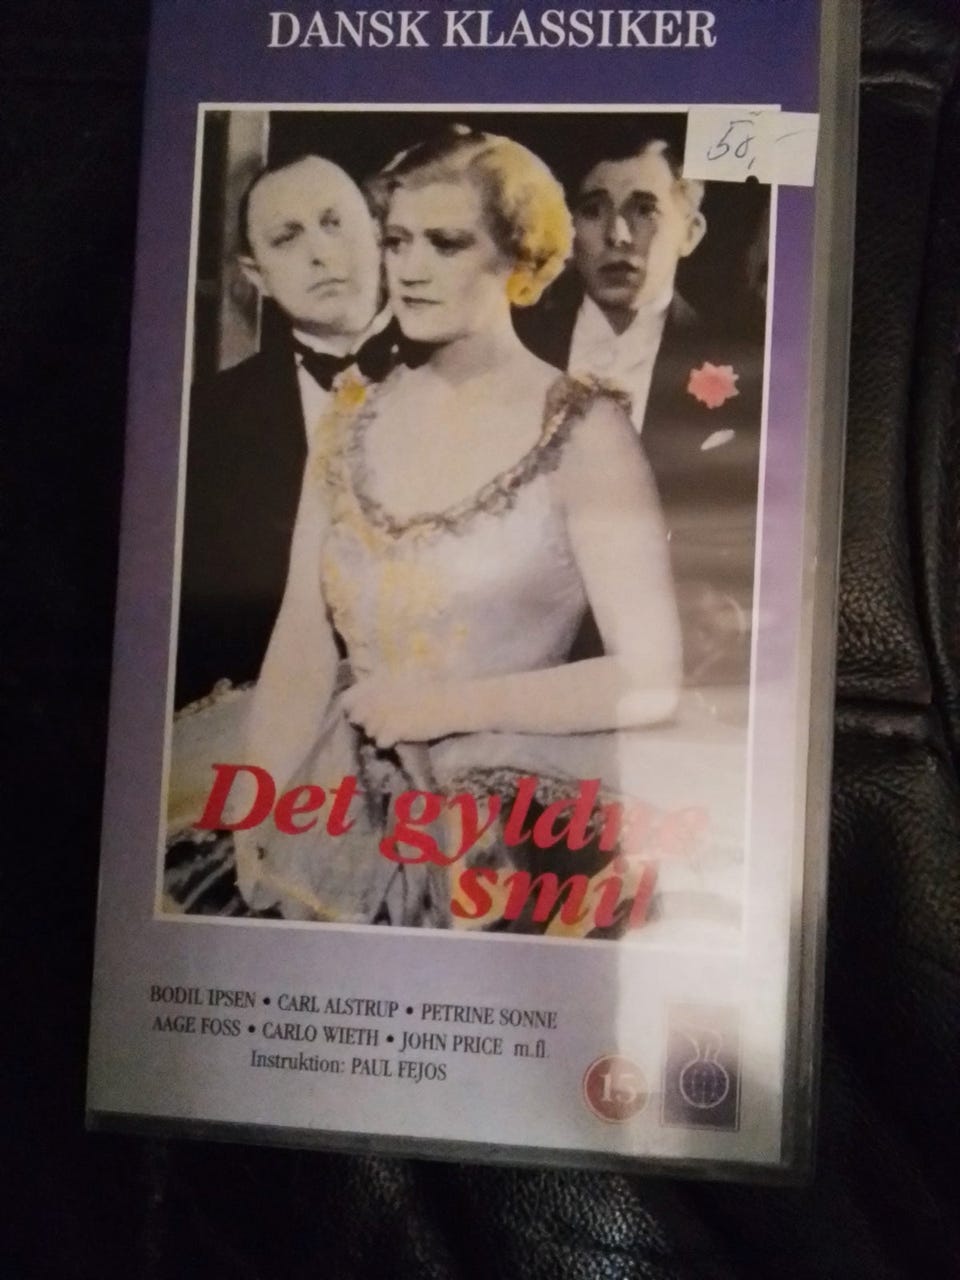 DANSK KLASSIKER
58,-
Det gyldne
smil
BODIL IPSEN • CARL ALSTRUP • PETRINE SONNE
AAGE FOSS • CARLO WIETH • JOHN PRICE m.fl.
Instruktion: PAUL FEJOS
15